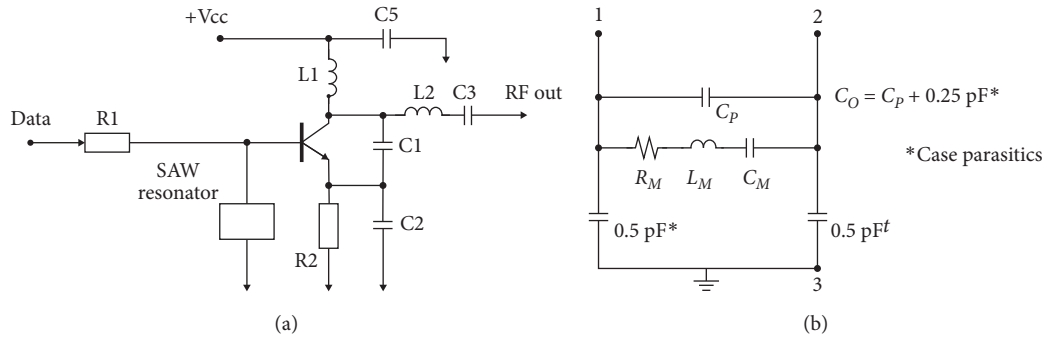 +Vcc
C5
L1
L2
C3
RF out
Data
R1
C1
SAW
resonator
C2
R2
(a)
1
2
C_P
C_O = C_P + 0.25 pF*
R_M
L_M
C_M
*Case parasitics
0.5 pF*
0.5 pF^t
3
(b)